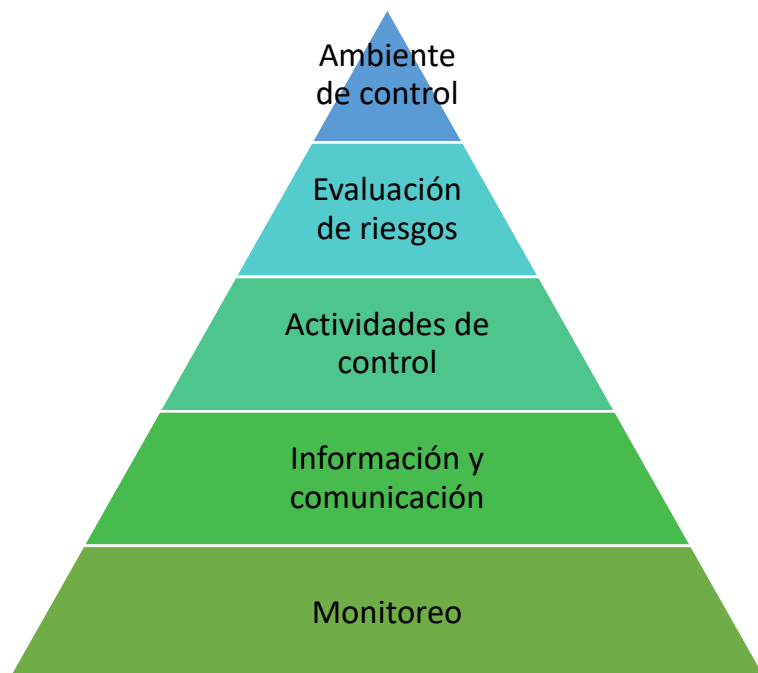 Ambiente
de control
Evaluación
de riesgos
Actividades de
control
Información y
comunicación
Monitoreo